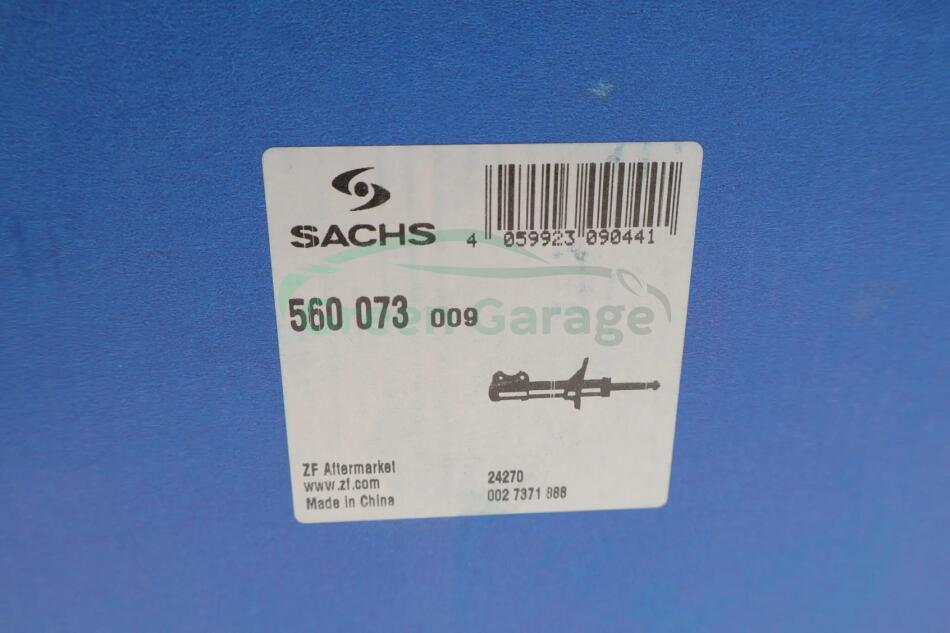 SACHS
4 059923 090441
560 073 009
Green Garage
ZF Aftermarket
www.zf.com
Made in China
24270
002 7371 888